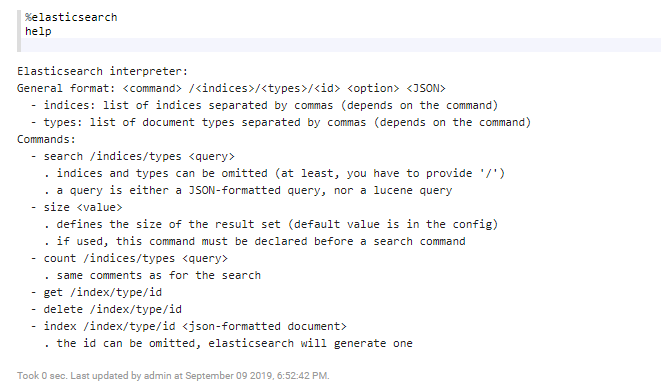 %elasticsearch
help
Elasticsearch interpreter:
General format: <command> /<indices>/<types>/<id> <option> <JSON>
- indices: list of indices separated by commas (depends on the command)
- types: list of document types separated by commas (depends on the command)
Commands:
- search /indices/types <query>
. indices and types can be omitted (at least, you have to provide '/')
. a query is either a JSON-formatted query, nor a lucene query
- size <value>
. defines the size of the result set (default value is in the config)
. if used, this command must be declared before a search command
- count /indices/types <query>
. same comments as for the search
- get /index/type/id
- delete /index/type/id
- index /index/type/id <json-formatted document>
. the id can be omitted, elasticsearch will generate one
Took 0 sec. Last updated by admin at September 09 2019, 6:52:42 PM.